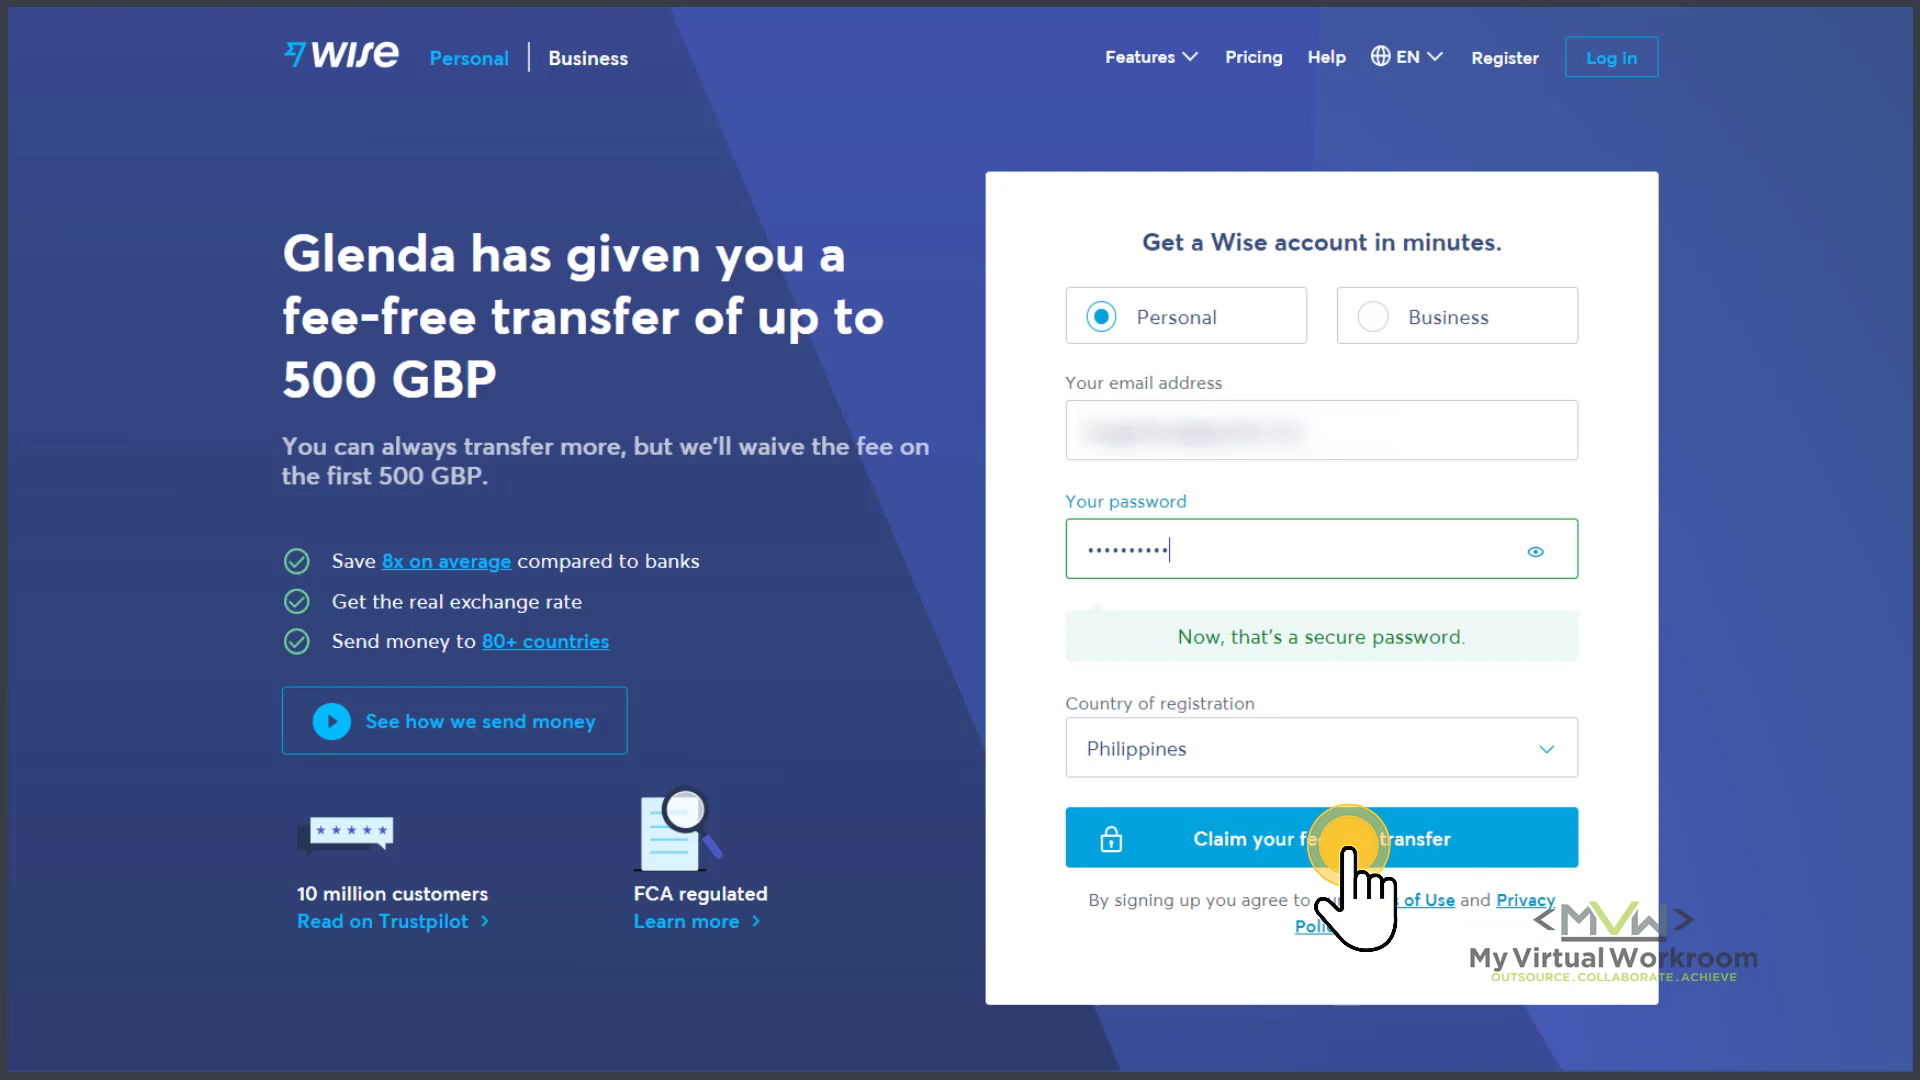 wise
Personal
Business
Features
Pricing
Help
EN
Register
Log in
Glenda has given you a
fee-free transfer of up to
500 GBP
You can always transfer more, but we'll waive the fee on
the first 500 GBP.
Save 8x on average compared to banks
Get the real exchange rate
Send money to 80+ countries
See how we send money
10 million customers
Read on Trustpilot
FCA regulated
Learn more
Get a Wise account in minutes.
Personal
Business
Your email address
Your password
••••••••••
Now, that's a secure password.
Country of registration
Philippines
Claim your transfer
By signing up you agree to of Use and Privacy
<MVW>
My Virtual Workroom
OUTSOURCE.COLLABORATE.ACHIEVE